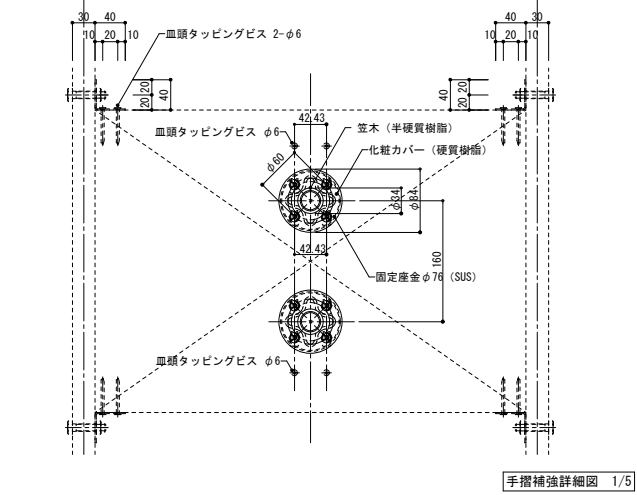 30 40
40 30
10 20 10
10 20 10
皿頭タッピングビス 2-φ6
20
20
40
40
20
20
42.43
皿頭タッピングビス φ6
笠木（半硬質樹脂）
化粧カバー（硬質樹脂）
φ60
φ34
φ84
42.43
160
固定座金φ76（SUS）
皿頭タッピングビス φ6
手摺補強詳細図 1/5